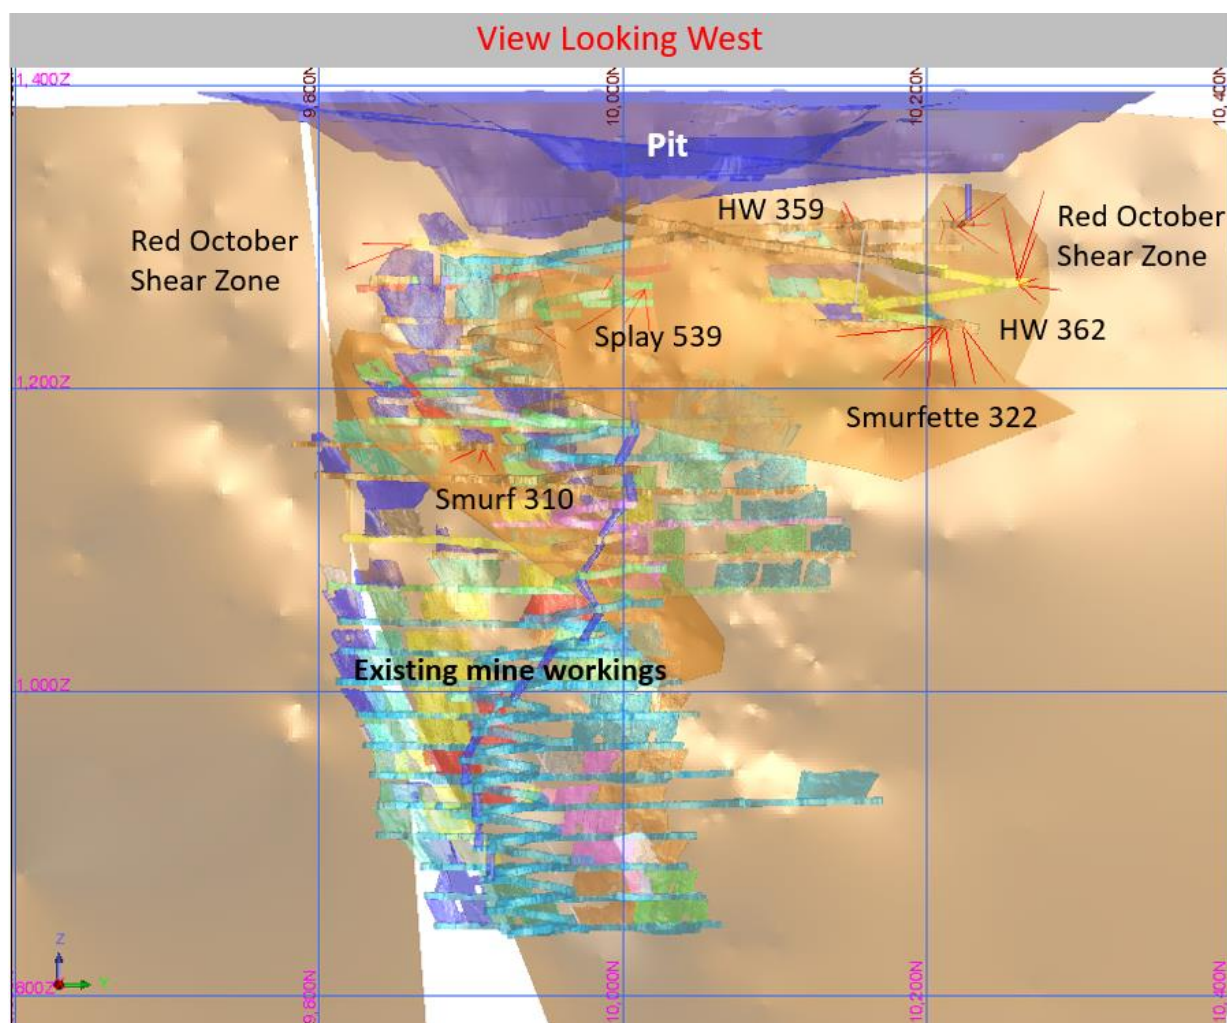 View Looking West
1,400Z
9,800N
10,000N
10,200N
10,400N
Pit
HW 359
Red October
Shear Zone
Red October
Shear Zone
Splay 539
HW 362
1,200Z
Smurfette 322
Smurf 310
Existing mine workings
1,000Z
Z
Y
800Z
9,800N
10,000N
10,200N
10,400N